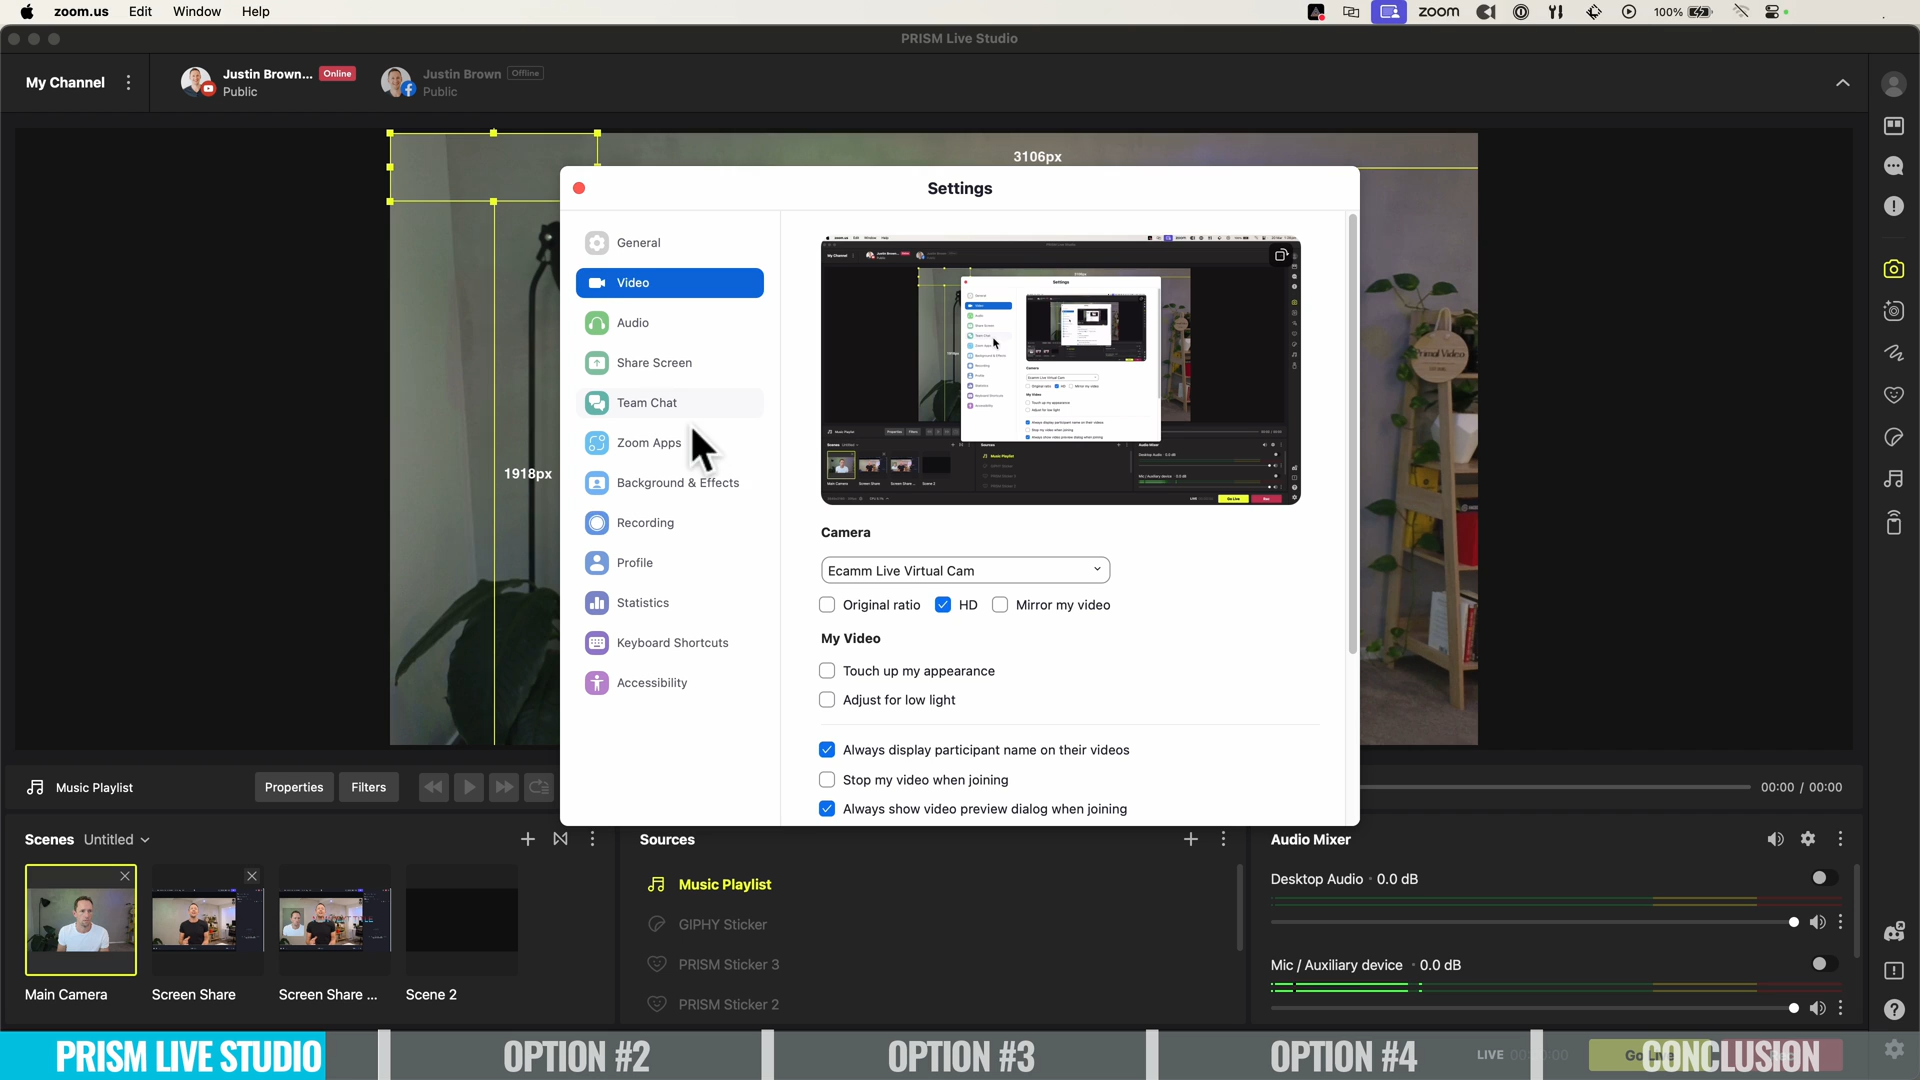 zoom.us Edit Window Help
zoom 100%
PRISM Live Studio
My Channel
Justin Brown... Online
Public
Justin Brown Offline
Public
3106px
1918px
Settings
General
Video
Audio
Share Screen
Team Chat
Zoom Apps
Background & Effects
Recording
Profile
Statistics
Keyboard Shortcuts
Accessibility
Camera
Ecamm Live Virtual Cam
Original ratio HD Mirror my video
My Video
Touch up my appearance
Adjust for low light
Always display participant name on their videos
Stop my video when joining
Always show video preview dialog when joining
Primal Video
Music Playlist Properties Filters 00:00 / 00:00
Scenes Untitled
Main Camera Screen Share Screen Share ... Scene 2
Sources
Music Playlist
GIPHY Sticker
PRISM Sticker 3
PRISM Sticker 2
Audio Mixer
Desktop Audio · 0.0 dB
Mic / Auxiliary device · 0.0 dB
PRISM LIVE STUDIO OPTION #2 OPTION #3 OPTION #4 LIVE CONCLUSION